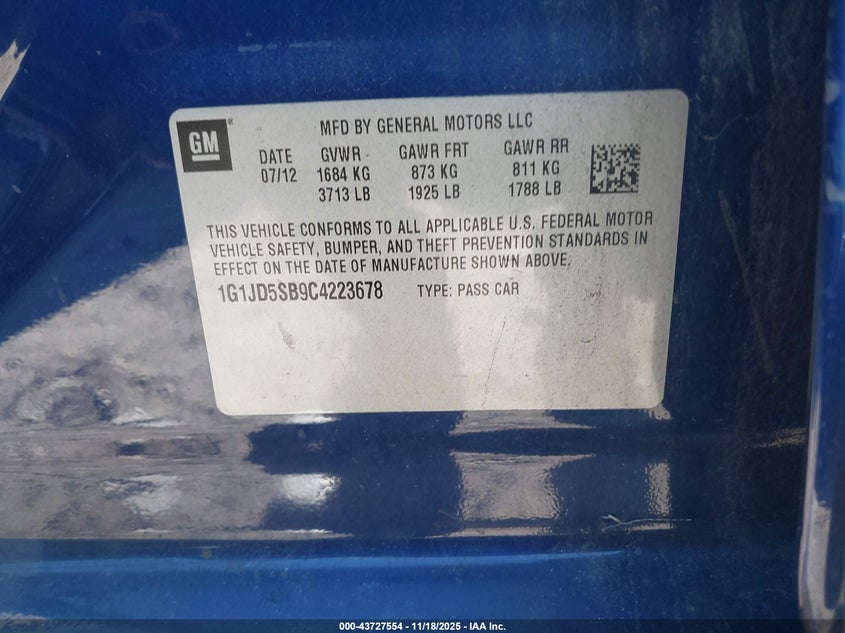 GM
MFD BY GENERAL MOTORS LLC
DATE GVWR GAWR FRT GAWR RR
07/12 1684 KG 873 KG 811 KG
3713 LB 1925 LB 1788 LB
THIS VEHICLE CONFORMS TO ALL APPLICABLE U.S. FEDERAL MOTOR
VEHICLE SAFETY, BUMPER, AND THEFT PREVENTION STANDARDS IN
EFFECT ON THE DATE OF MANUFACTURE SHOWN ABOVE.
1G1JD5SB9C4223678 TYPE: PASS CAR
000-43727554 — 11/18/2025 — IAA Inc.